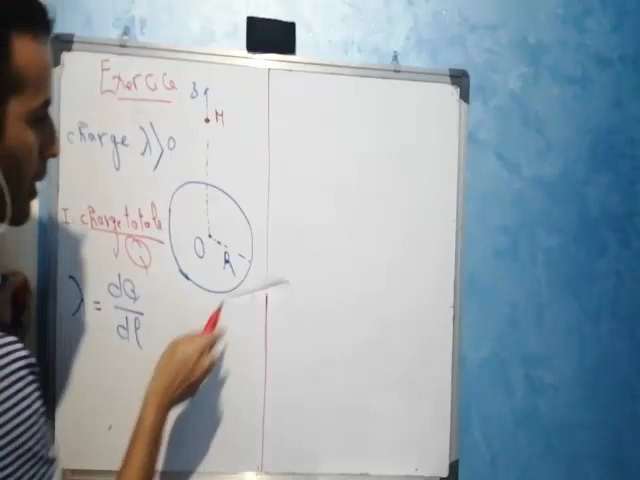 Exercice
z
M
charge λ>0
I. charge totale
Q
O
R
λ = dQ/dl